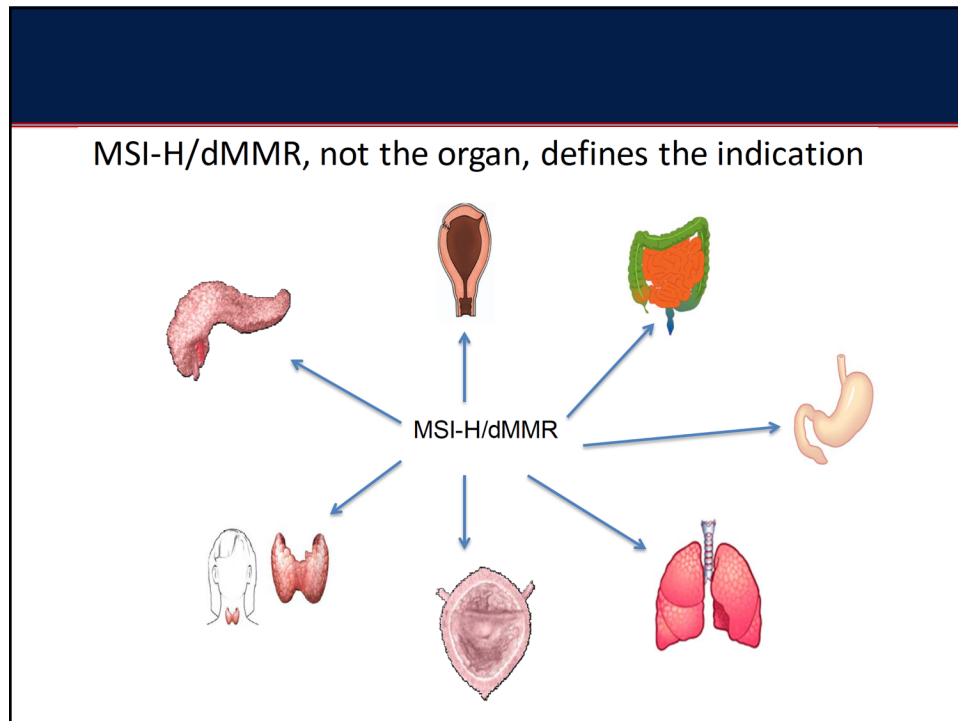 MSI-H/dMMR, not the organ, defines the indication
MSI-H/dMMR